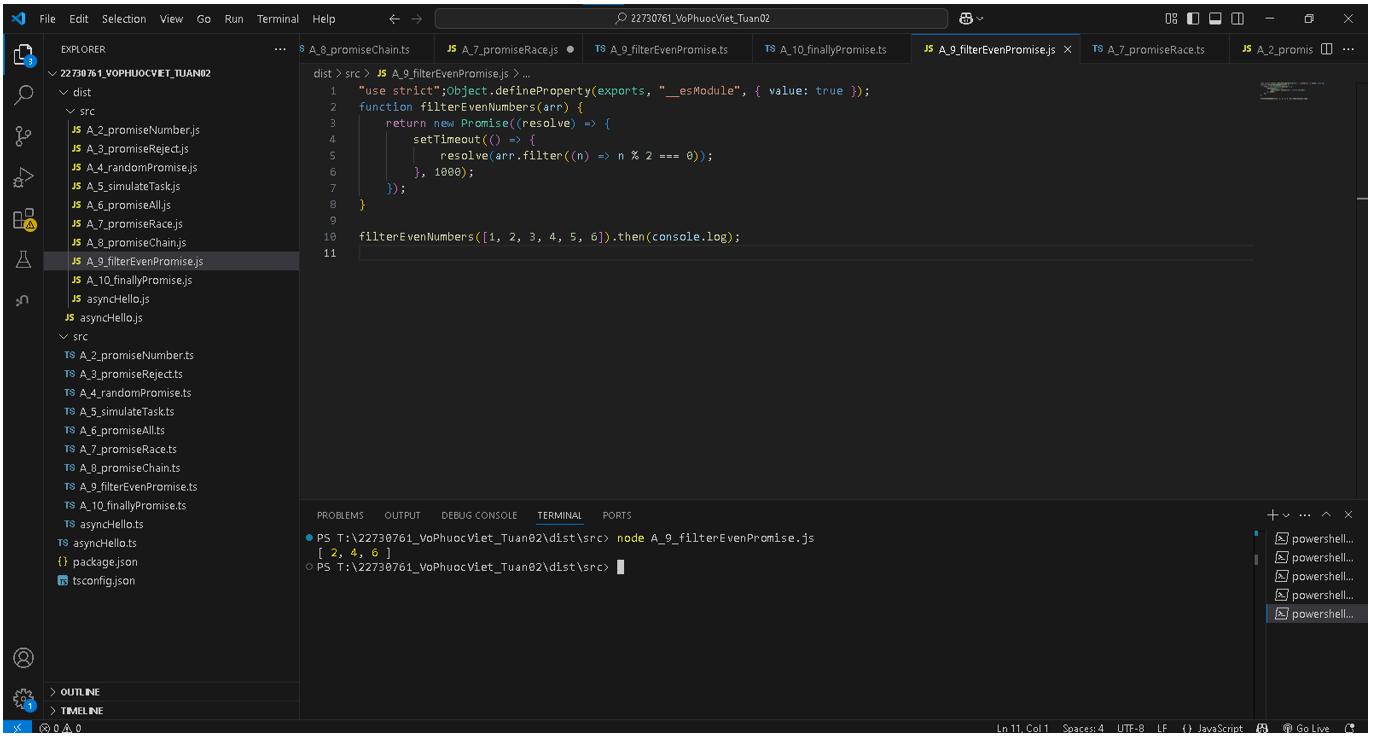 File Edit Selection View Go Run Terminal Help
22730761_VoPhuocViet_Tuan02
EXPLORER
A_8_promiseChain.ts
JS A_7_promiseRace.js
TS A_9_filterEvenPromise.ts
TS A_10_finallyPromise.ts
JS A_9_filterEvenPromise.js
TS A_7_promiseRace.ts
JS A_2_promis
22730761_VOPHUOCVIET_TUAN02
dist
src
JS A_2_promiseNumber.js
JS A_3_promiseReject.js
JS A_4_randomPromise.js
JS A_5_simulateTask.js
JS A_6_promiseAll.js
JS A_7_promiseRace.js
JS A_8_promiseChain.js
JS A_9_filterEvenPromise.js
JS A_10_finallyPromise.js
JS asyncHello.js
JS asyncHello.js
src
TS A_2_promiseNumber.ts
TS A_3_promiseReject.ts
TS A_4_randomPromise.ts
TS A_5_simulateTask.ts
TS A_6_promiseAll.ts
TS A_7_promiseRace.ts
TS A_8_promiseChain.ts
TS A_9_filterEvenPromise.ts
TS A_10_finallyPromise.ts
TS asyncHello.ts
TS asyncHello.ts
{} package.json
tsconfig.json
OUTLINE
TIMELINE
dist > src > JS A_9_filterEvenPromise.js > ...
1 "use strict";Object.defineProperty(exports, "__esModule", { value: true });
2 function filterEvenNumbers(arr) {
3 return new Promise((resolve) => {
4 setTimeout(() => {
5 resolve(arr.filter((n) => n % 2 === 0));
6 }, 1000);
7 });
8 }
9
10 filterEvenNumbers([1, 2, 3, 4, 5, 6]).then(console.log);
11
PROBLEMS OUTPUT DEBUG CONSOLE TERMINAL PORTS
PS T:\22730761_VoPhuocViet_Tuan02\dist\src> node A_9_filterEvenPromise.js
[ 2, 4, 6 ]
PS T:\22730761_VoPhuocViet_Tuan02\dist\src>
powershell...
powershell...
powershell...
powershell...
powershell...
0 0
Ln 11, Col 1 Spaces: 4 UTF-8 LF {} JavaScript Go Live